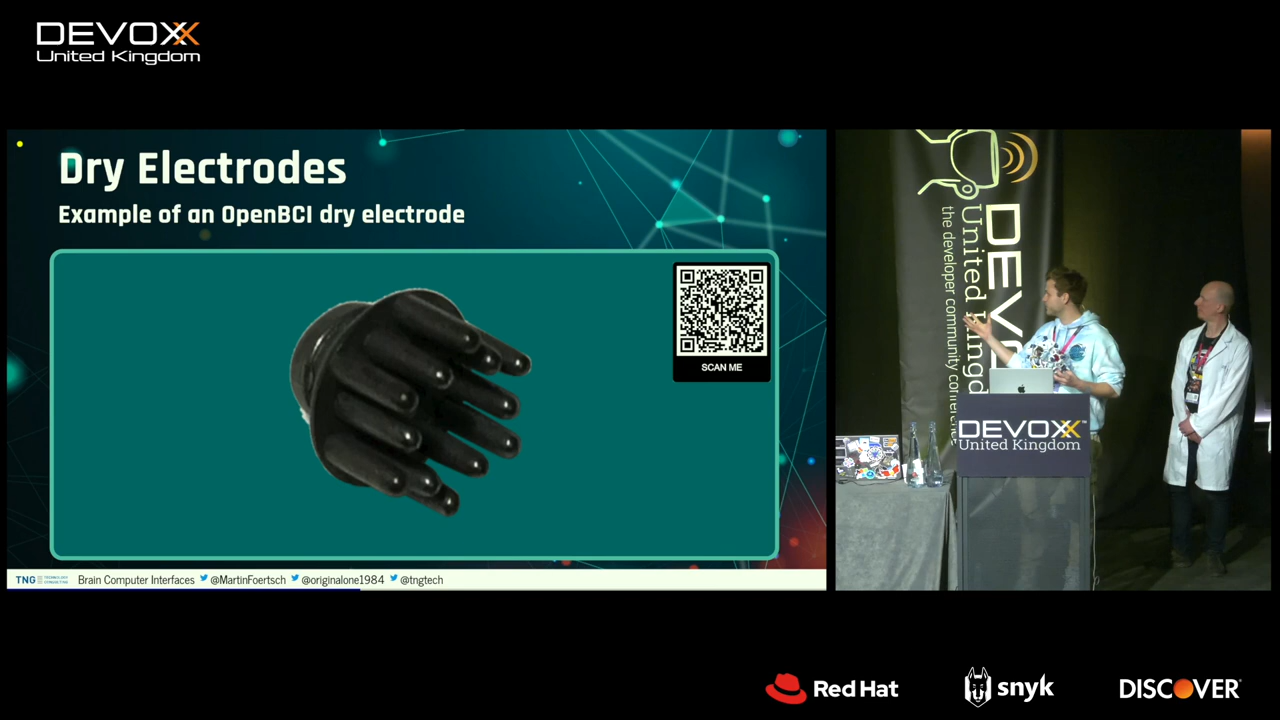 DEVOXX
United Kingdom
Dry Electrodes
Example of an OpenBCI dry electrode
SCAN ME
TNG TECHNOLOGY CONSULTING Brain Computer Interfaces @MartinFoertsch @originalone1984 @tngtech
DEVOXX
United Kingdom
the developer community conference
DEVOXX™
United Kingdom
Red Hat
snyk
DISCOVER